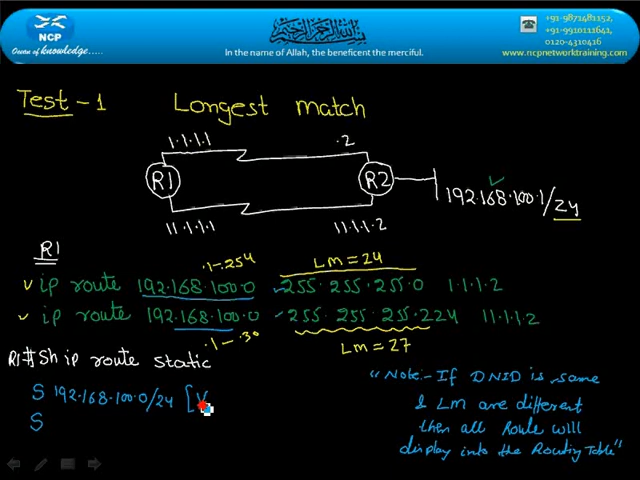 NCP
Ocean of knowledge.....
In the name of Allah, the beneficent the merciful.
+91-9871481152,
+91-9910111641,
0120-4310416
www.ncpnetworktraining.com
Test-1 Longest match
1.1.1.1 .2
R1 R2
192.168.100.1/24
11.1.1.1 11.1.1.2
R1
.1-.254 LM = 24
ip route 192.168.100.0 255.255.255.0 1.1.1.2
ip route 192.168.100.0 255.255.255.224 11.1.1.2
.1-.30 LM = 27
R1#Sh ip route static
S 192.168.100.0/24 [
S
"Note:- If DNID is same
& LM are different
then all Route will
display into the Routing Table"